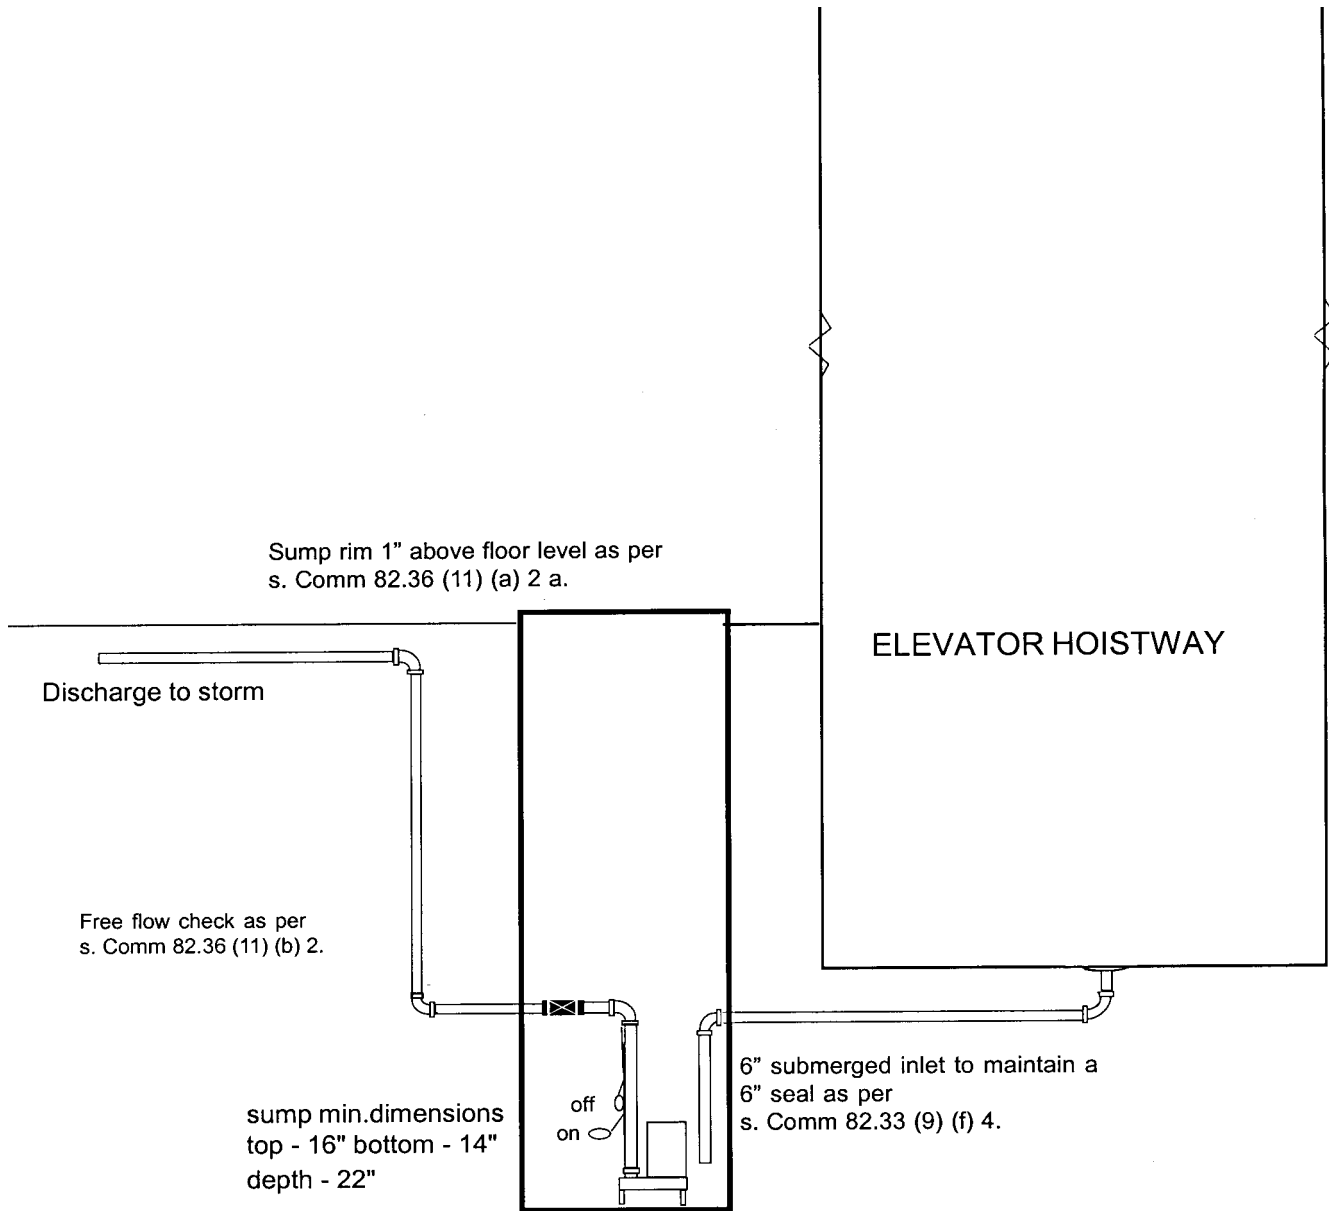 Sump rim 1” above floor level as per
s. Comm 82.36 (11) (a) 2 a.
ELEVATOR HOISTWAY
Discharge to storm
Free flow check as per
s. Comm 82.36 (11) (b) 2.
6” submerged inlet to maintain a
6” seal as per
s. Comm 82.33 (9) (f) 4.
off
on
sump min.dimensions
top - 16" bottom - 14"
depth - 22"